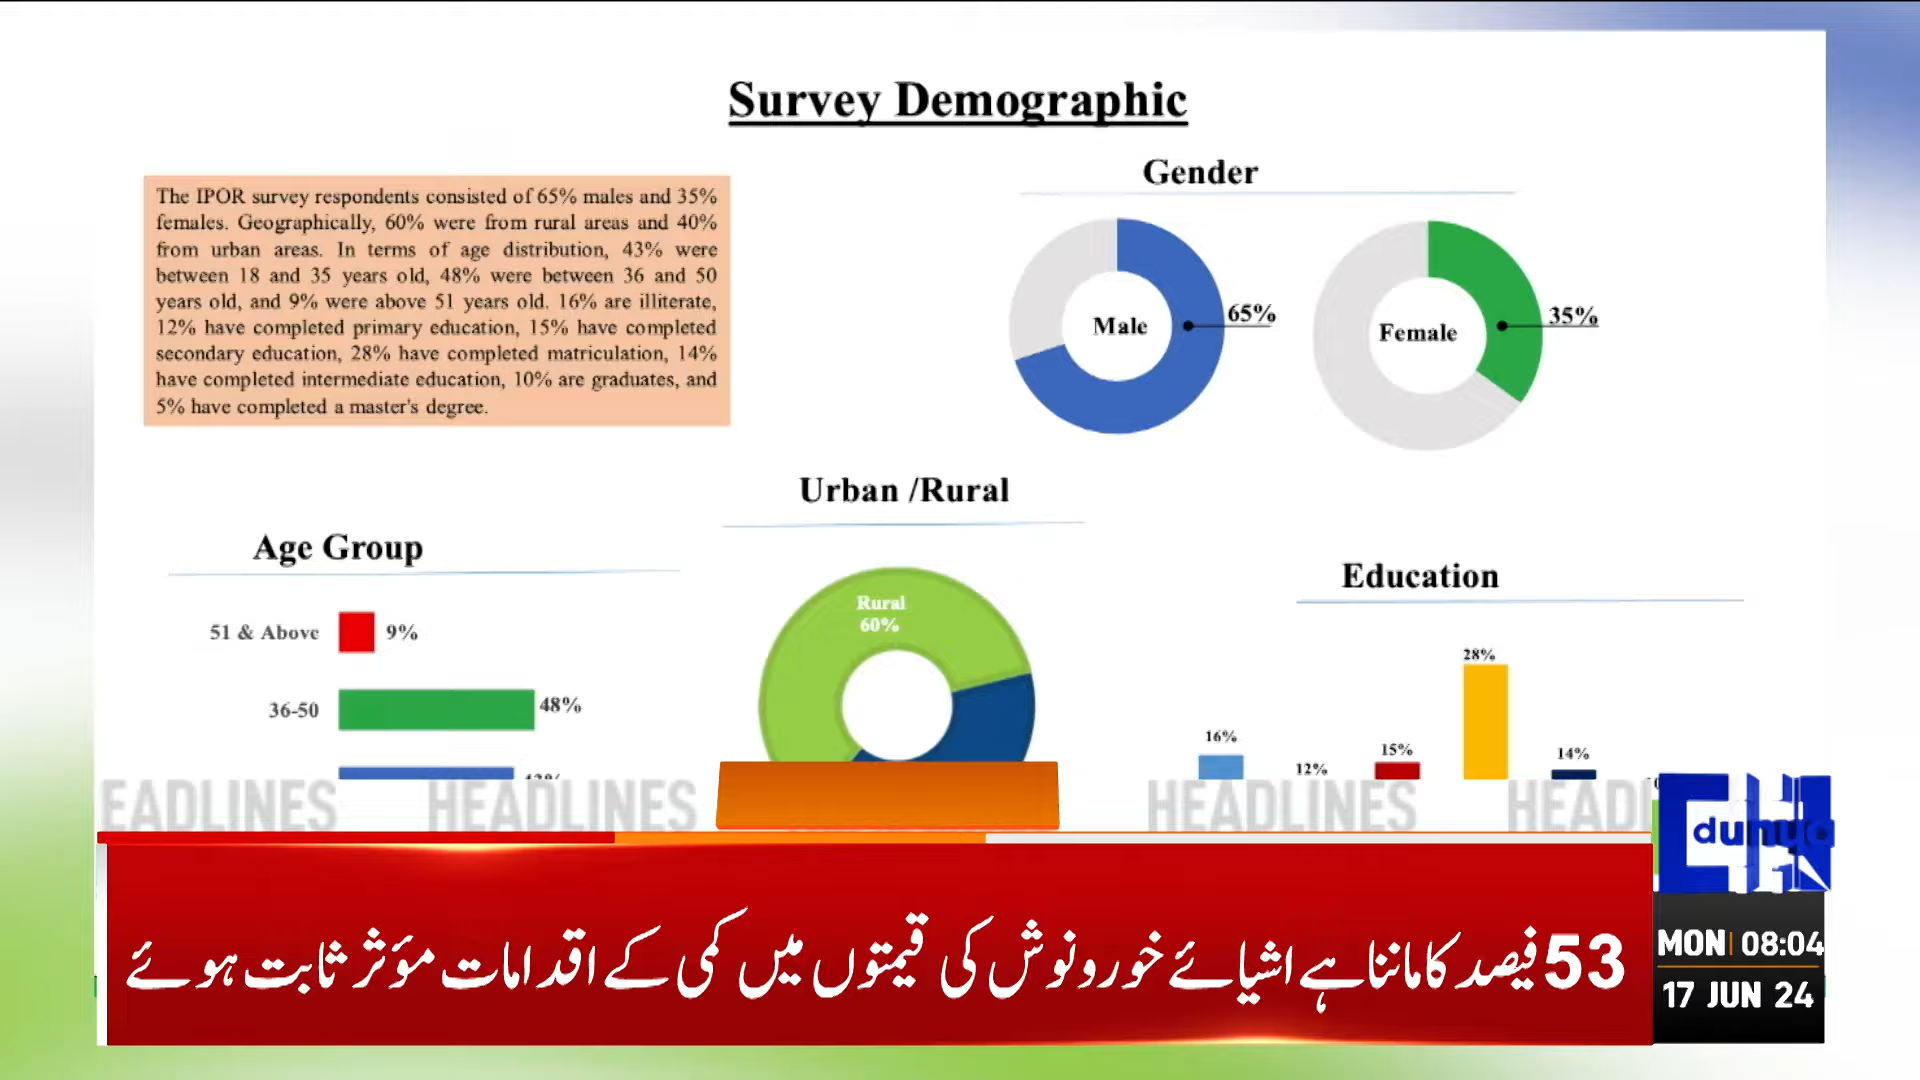 Survey Demographic
The IPOR survey respondents consisted of 65% males and 35%
females. Geographically, 60% were from rural areas and 40%
from urban areas. In terms of age distribution, 43% were
between 18 and 35 years old, 48% were between 36 and 50
years old, and 9% were above 51 years old. 16% are illiterate,
12% have completed primary education, 15% have completed
secondary education, 28% have completed matriculation, 14%
have completed intermediate education, 10% are graduates, and
5% have completed a master's degree.
Gender
Male
65%
Female
35%
Urban /Rural
Rural
60%
Age Group
51 & Above
9%
36-50
48%
Education
16%
12%
15%
28%
14%
EADLINES HEADLINES HEADLINES HEADL
dunya
53 فیصد کا ماننا ہے اشیائے خورونوش کی قیمتوں میں کمی کے اقدامات مؤثر ثابت ہوئے
MON 08:04
17 JUN 24